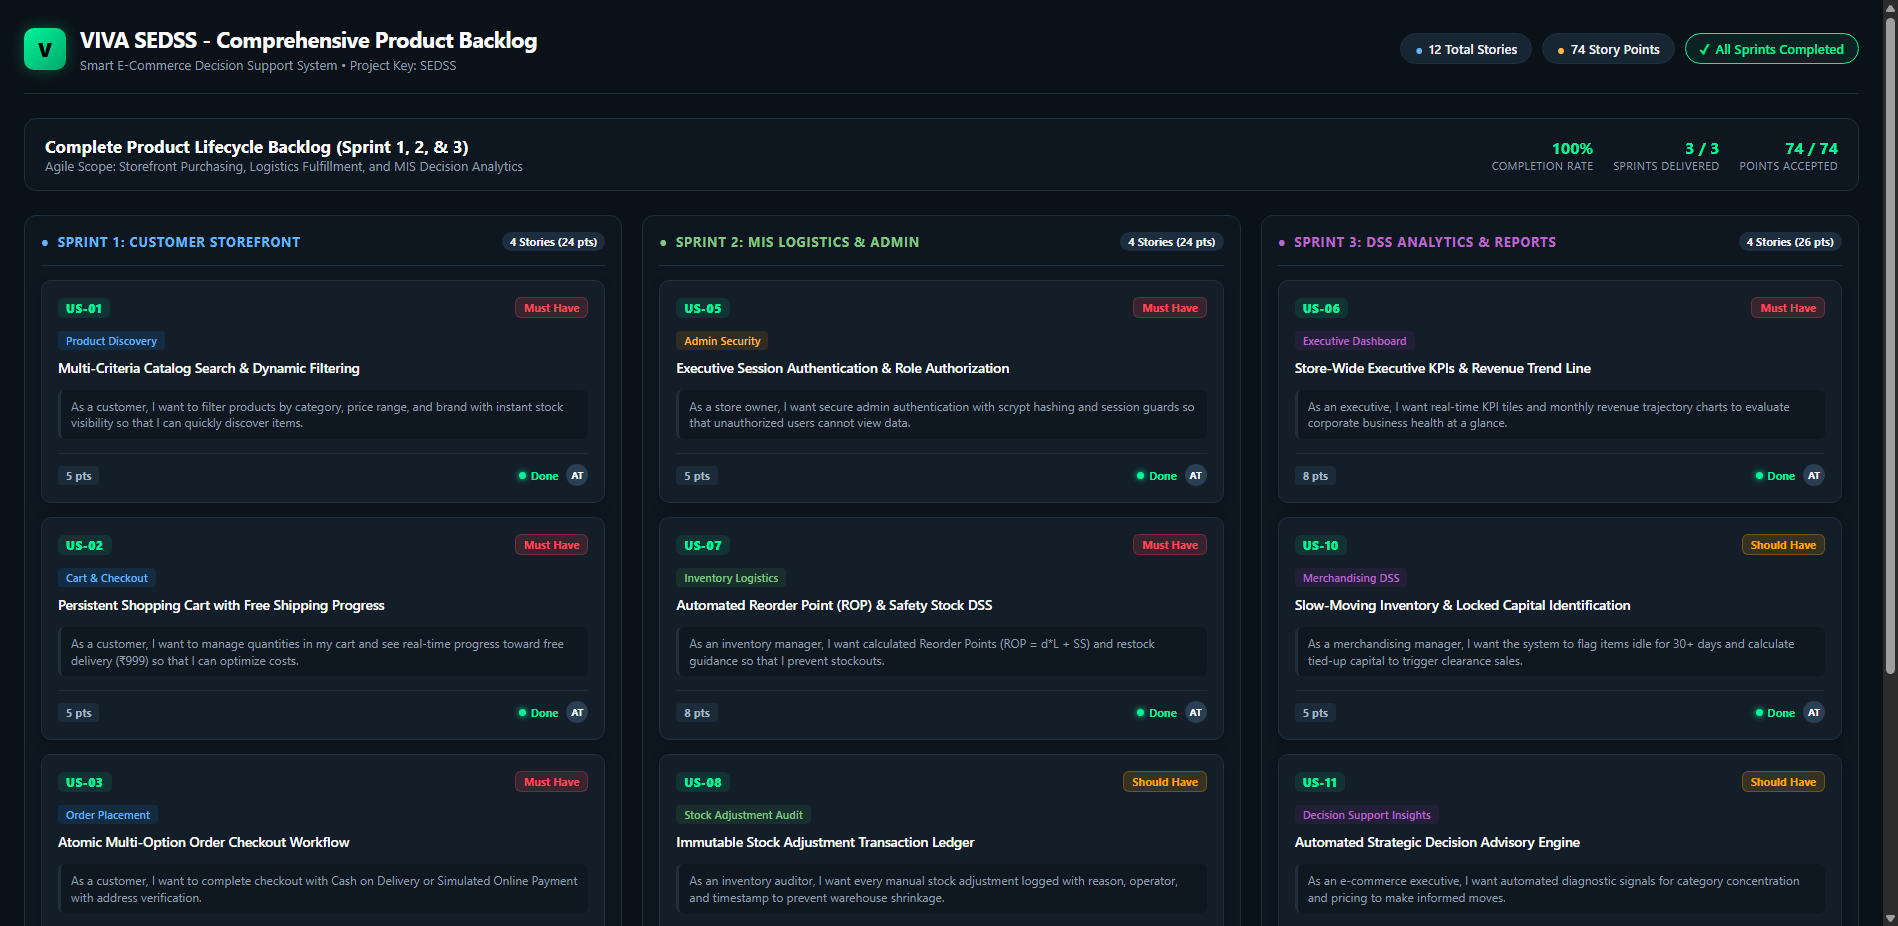 V
VIVA SEDSS - Comprehensive Product Backlog
Smart E-Commerce Decision Support System • Project Key: SEDSS
12 Total Stories
74 Story Points
✓ All Sprints Completed
Complete Product Lifecycle Backlog (Sprint 1, 2, & 3)
Agile Scope: Storefront Purchasing, Logistics Fulfillment, and MIS Decision Analytics
100%
COMPLETION RATE
3 / 3
SPRINTS DELIVERED
74 / 74
POINTS ACCEPTED
SPRINT 1: CUSTOMER STOREFRONT
4 Stories (24 pts)
US-01
Must Have
Product Discovery
Multi-Criteria Catalog Search & Dynamic Filtering
As a customer, I want to filter products by category, price range, and brand with instant stock
visibility so that I can quickly discover items.
5 pts
Done
AT
US-02
Must Have
Cart & Checkout
Persistent Shopping Cart with Free Shipping Progress
As a customer, I want to manage quantities in my cart and see real-time progress toward free
delivery (₹999) so that I can optimize costs.
5 pts
Done
AT
US-03
Must Have
Order Placement
Atomic Multi-Option Order Checkout Workflow
As a customer, I want to complete checkout with Cash on Delivery or Simulated Online Payment
with address verification.
SPRINT 2: MIS LOGISTICS & ADMIN
4 Stories (24 pts)
US-05
Must Have
Admin Security
Executive Session Authentication & Role Authorization
As a store owner, I want secure admin authentication with scrypt hashing and session guards so
that unauthorized users cannot view data.
5 pts
Done
AT
US-07
Must Have
Inventory Logistics
Automated Reorder Point (ROP) & Safety Stock DSS
As an inventory manager, I want calculated Reorder Points (ROP = d*L + SS) and restock
guidance so that I prevent stockouts.
8 pts
Done
AT
US-08
Should Have
Stock Adjustment Audit
Immutable Stock Adjustment Transaction Ledger
As an inventory auditor, I want every manual stock adjustment logged with reason, operator,
and timestamp to prevent warehouse shrinkage.
SPRINT 3: DSS ANALYTICS & REPORTS
4 Stories (26 pts)
US-06
Must Have
Executive Dashboard
Store-Wide Executive KPIs & Revenue Trend Line
As an executive, I want real-time KPI tiles and monthly revenue trajectory charts to evaluate
corporate business health at a glance.
8 pts
Done
AT
US-10
Should Have
Merchandising DSS
Slow-Moving Inventory & Locked Capital Identification
As a merchandising manager, I want the system to flag items idle for 30+ days and calculate
tied-up capital to trigger clearance sales.
5 pts
Done
AT
US-11
Should Have
Decision Support Insights
Automated Strategic Decision Advisory Engine
As an e-commerce executive, I want automated diagnostic signals for category concentration
and pricing to make informed moves.